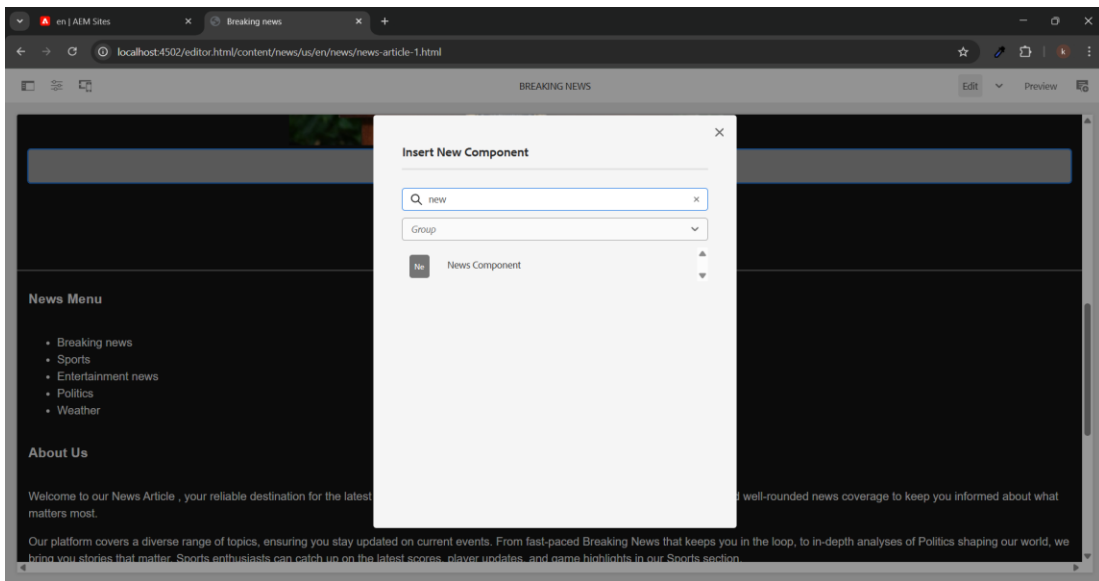 en | AEM Sites
Breaking news
localhost:4502/editor.html/content/news/us/en/news/news-article-1.html
k
BREAKING NEWS
Edit
Preview
Insert New Component
new
Group
Ne
News Component
News Menu
• Breaking news
• Sports
• Entertainment news
• Politics
• Weather
About Us
Welcome to our News Article , your reliable destination for the latest
d well-rounded news coverage to keep you informed about what
matters most.
Our platform covers a diverse range of topics, ensuring you stay updated on current events. From fast-paced Breaking News that keeps you in the loop, to in-depth analyses of Politics shaping our world, we
bring you stories that matter. Sports enthusiasts can catch up on the latest scores, player updates, and game highlights in our Sports section.